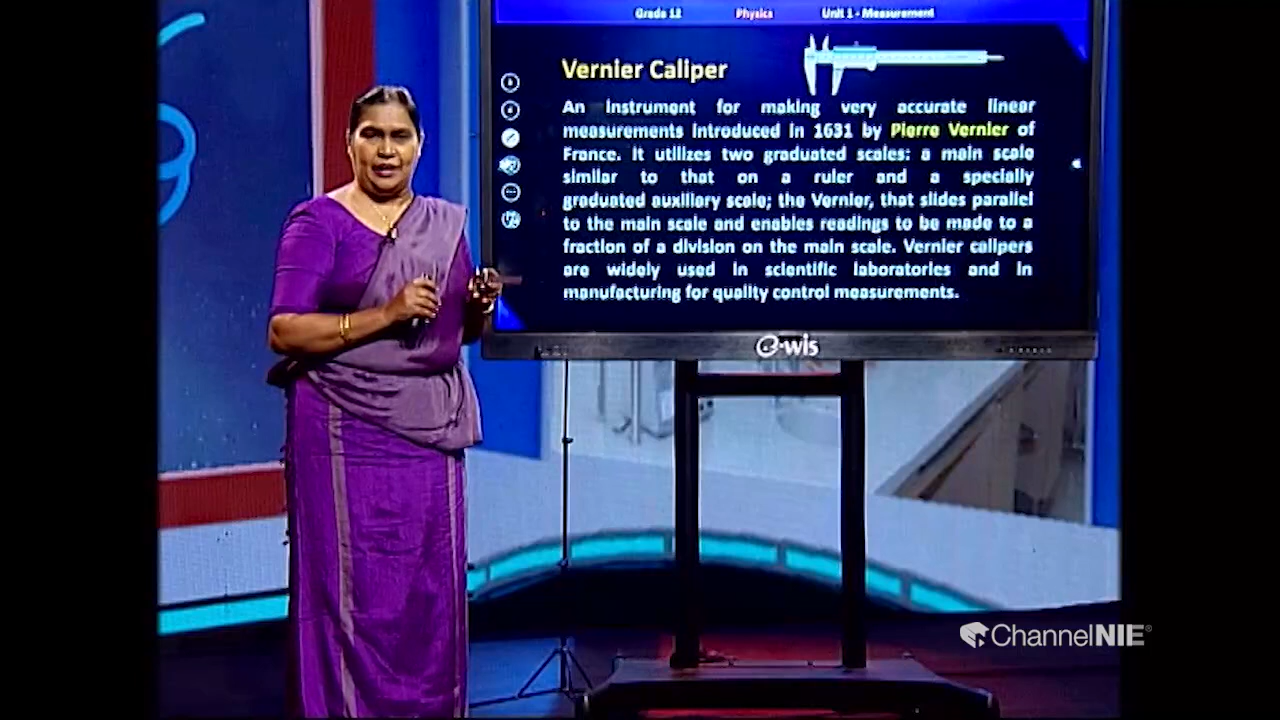 Grade 12 Physics Unit 1 - Measurement
Vernier Caliper
An instrument for making very accurate linear
measurements introduced in 1631 by Pierre Vernier of
France. It utilizes two graduated scales: a main scale
similar to that on a ruler and a specially
graduated auxiliary scale; the Vernier, that slides parallel
to the main scale and enables readings to be made to a
fraction of a division on the main scale. Vernier calipers
are widely used in scientific laboratories and in
manufacturing for quality control measurements.
e-wis
ChannelNIE®